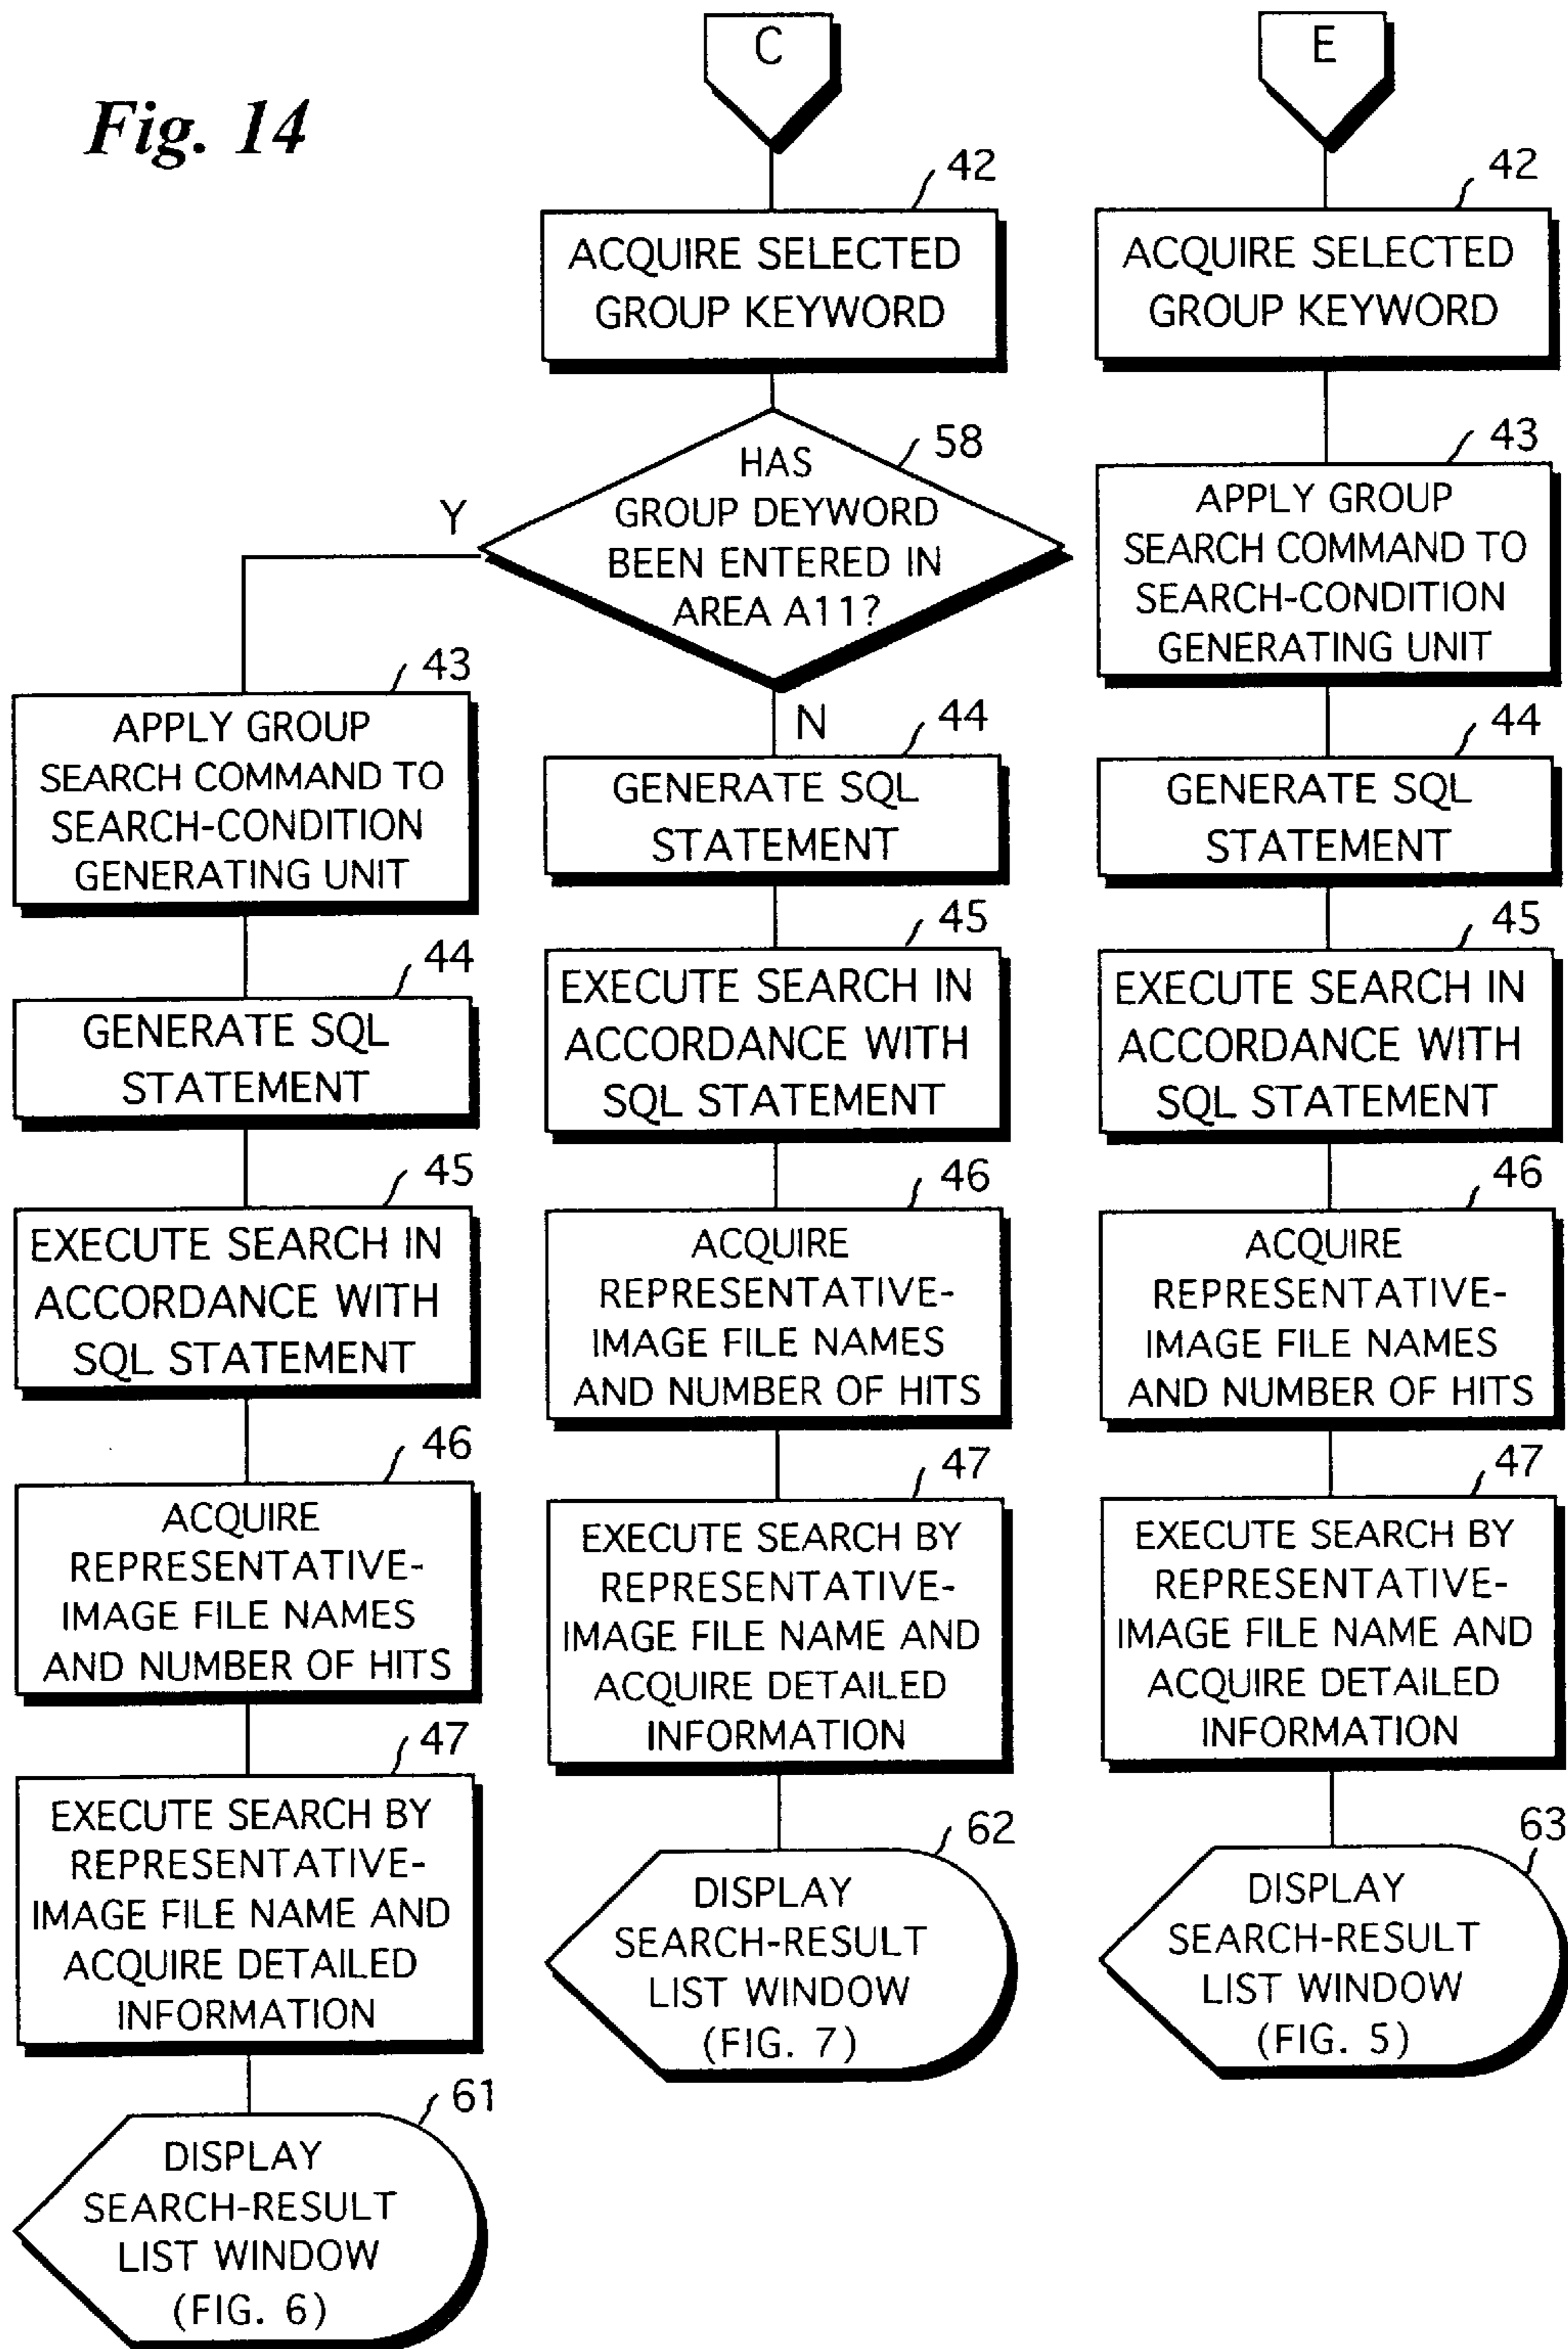 Fig. 14
C
42
ACQUIRE SELECTED
GROUP KEYWORD
58
HAS
GROUP DEYWORD
BEEN ENTERED IN
AREA A11?
Y
43
APPLY GROUP
SEARCH COMMAND TO
SEARCH-CONDITION
GENERATING UNIT
44
GENERATE SQL
STATEMENT
45
EXECUTE SEARCH IN
ACCORDANCE WITH
SQL STATEMENT
46
ACQUIRE
REPRESENTATIVE-
IMAGE FILE NAMES
AND NUMBER OF HITS
47
EXECUTE SEARCH BY
REPRESENTATIVE-
IMAGE FILE NAME AND
ACQUIRE DETAILED
INFORMATION
61
DISPLAY
SEARCH-RESULT
LIST WINDOW
(FIG. 6)
N
44
GENERATE SQL
STATEMENT
45
EXECUTE SEARCH IN
ACCORDANCE WITH
SQL STATEMENT
46
ACQUIRE
REPRESENTATIVE-
IMAGE FILE NAMES
AND NUMBER OF HITS
47
EXECUTE SEARCH BY
REPRESENTATIVE-
IMAGE FILE NAME AND
ACQUIRE DETAILED
INFORMATION
62
DISPLAY
SEARCH-RESULT
LIST WINDOW
(FIG. 7)
E
42
ACQUIRE SELECTED
GROUP KEYWORD
43
APPLY GROUP
SEARCH COMMAND TO
SEARCH-CONDITION
GENERATING UNIT
44
GENERATE SQL
STATEMENT
45
EXECUTE SEARCH IN
ACCORDANCE WITH
SQL STATEMENT
46
ACQUIRE
REPRESENTATIVE-
IMAGE FILE NAMES
AND NUMBER OF HITS
47
EXECUTE SEARCH BY
REPRESENTATIVE-
IMAGE FILE NAME AND
ACQUIRE DETAILED
INFORMATION
63
DISPLAY
SEARCH-RESULT
LIST WINDOW
(FIG. 5)